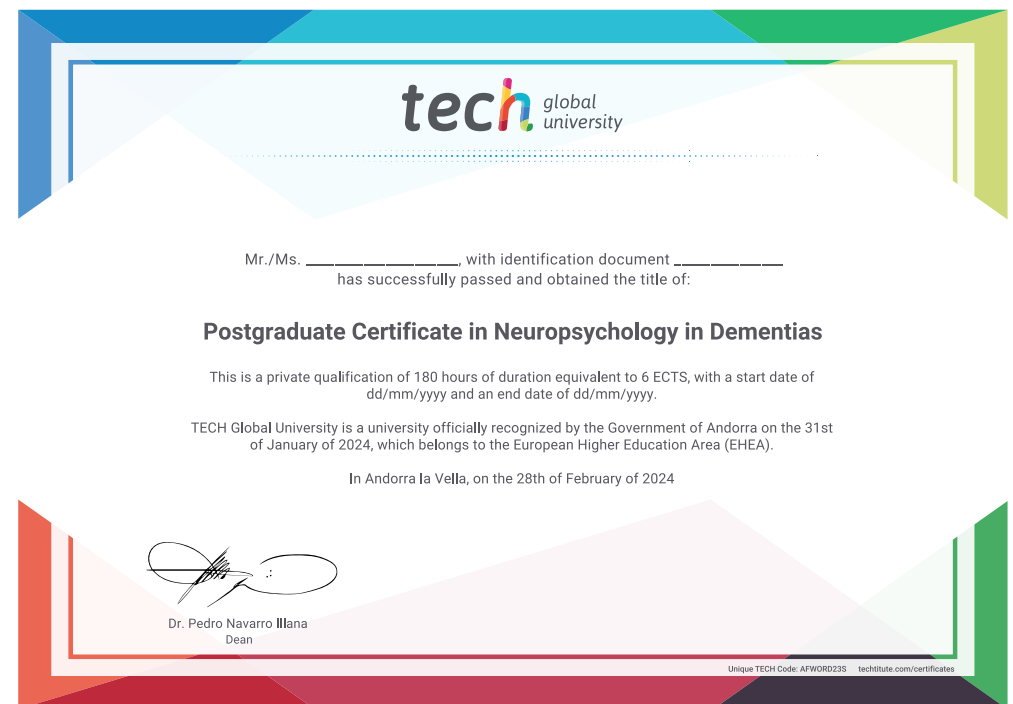 tech global
university
Mr./Ms. __________________, with identification document _____________
has successfully passed and obtained the title of:
Postgraduate Certificate in Neuropsychology in Dementias
This is a private qualification of 180 hours of duration equivalent to 6 ECTS, with a start date of
dd/mm/yyyy and an end date of dd/mm/yyyy.
TECH Global University is a university officially recognized by the Government of Andorra on the 31st
of January of 2024, which belongs to the European Higher Education Area (EHEA).
In Andorra la Vella, on the 28th of February of 2024
Dr. Pedro Navarro Illana
Dean
Unique TECH Code: AFWORD23S techtitute.com/certificates